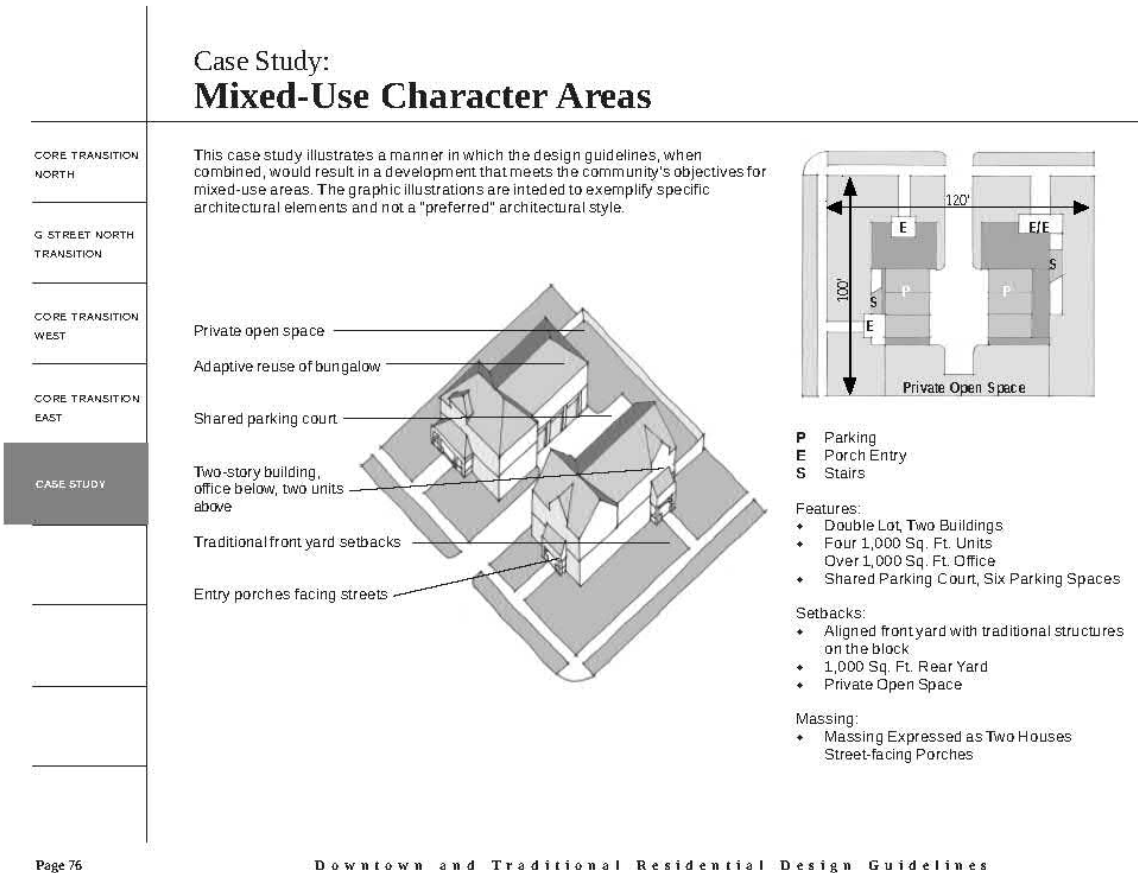 Case Study:
Mixed-Use Character Areas
CORE TRANSITION
NORTH
G STREET NORTH
TRANSITION
CORE TRANSITION
WEST
CORE TRANSITION
EAST
CASE STUDY
This case study illustrates a manner in which the design guidelines, when
combined, would result in a development that meets the community's objectives for
mixed-use areas. The graphic illustrations are inteded to exemplify specific
architectural elements and not a "preferred" architectural style.
Private open space
Adaptive reuse of bungalow
Shared parking court
Two-story building,
office below, two units
above
Traditional front yard setbacks
Entry porches facing streets
120'
E
E/E
S
100'
P
P
S
E
Private Open Space
P Parking
E Porch Entry
S Stairs
Features:
• Double Lot, Two Buildings
• Four 1,000 Sq. Ft. Units
Over 1,000 Sq. Ft. Office
• Shared Parking Court, Six Parking Spaces
Setbacks:
• Aligned front yard with traditional structures
on the block
• 1,000 Sq. Ft. Rear Yard
• Private Open Space
Massing:
• Massing Expressed as Two Houses
Street-facing Porches
Page 76
Downtown and Traditional Residential Design Guidelines